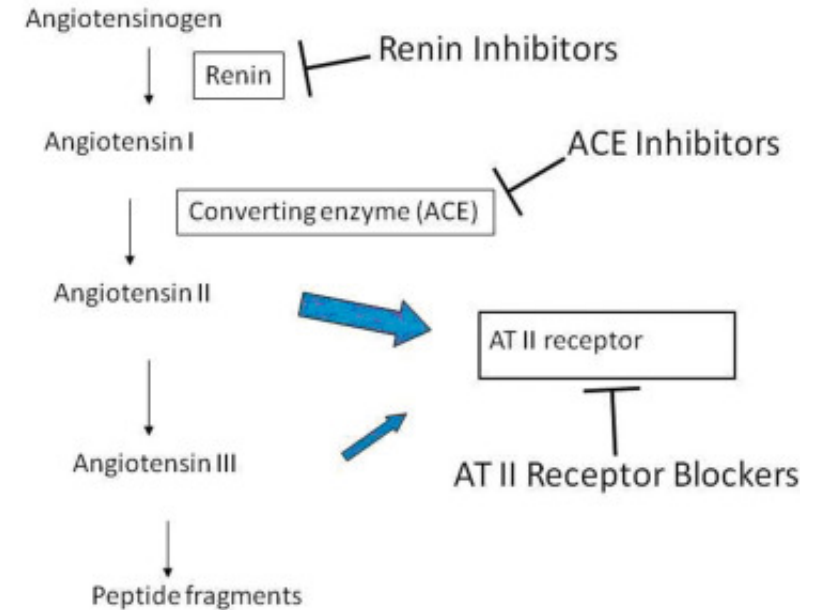 Angiotensinogen
Renin Inhibitors
Renin
Angiotensin I
ACE Inhibitors
Converting enzyme (ACE)
Angiotensin II
AT II receptor
Angiotensin III
AT II Receptor Blockers
Peptide fragments